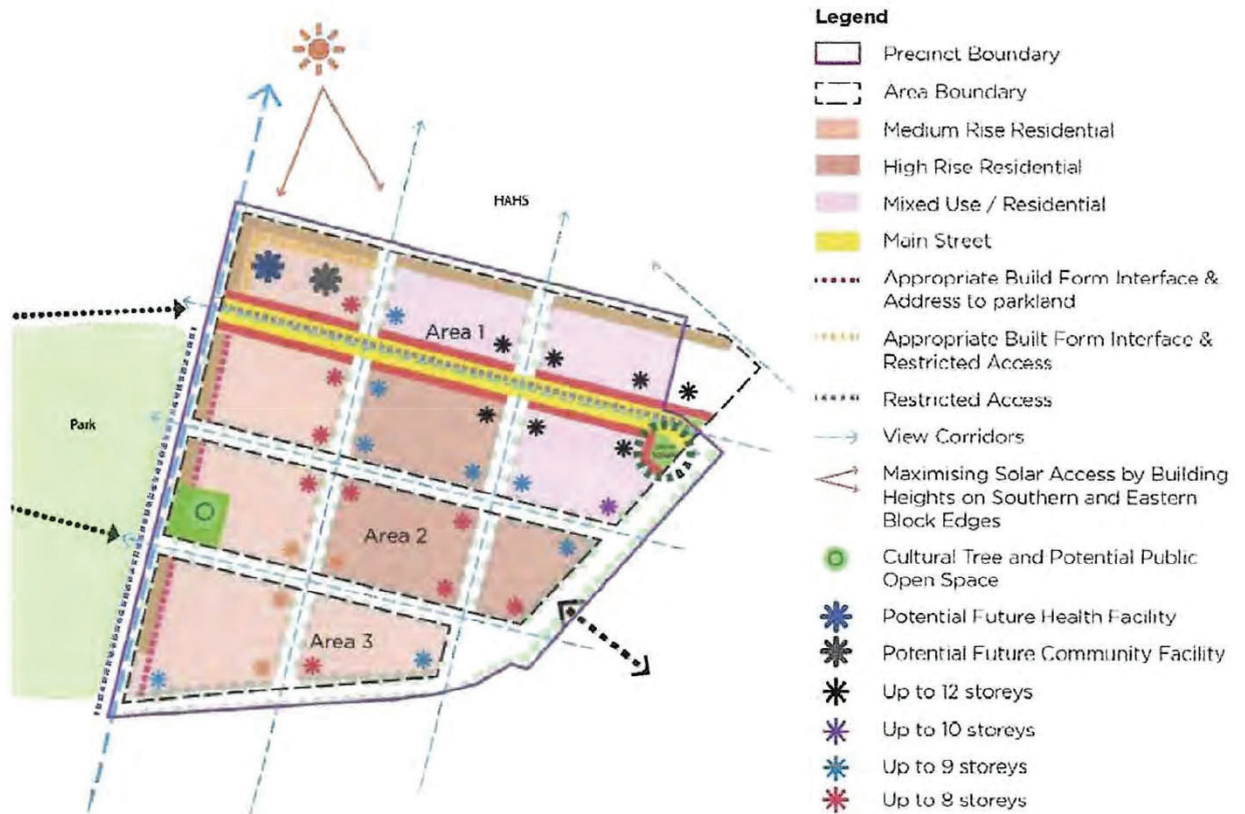 Legend
Precinct Boundary
Area Boundary
Medium Rise Residential
High Rise Residential
Mixed Use / Residential
Main Street
Appropriate Build Form Interface &
Address to parkland
Appropriate Built Form Interface &
Restricted Access
Restricted Access
View Corridors
Maximising Solar Access by Building
Heights on Southern and Eastern
Block Edges
Cultural Tree and Potential Public
Open Space
Potential Future Health Facility
Potential Future Community Facility
Up to 12 storeys
Up to 10 storeys
Up to 9 storeys
Up to 8 storeys
HAHS
Area 1
Park
Area 2
Area 3